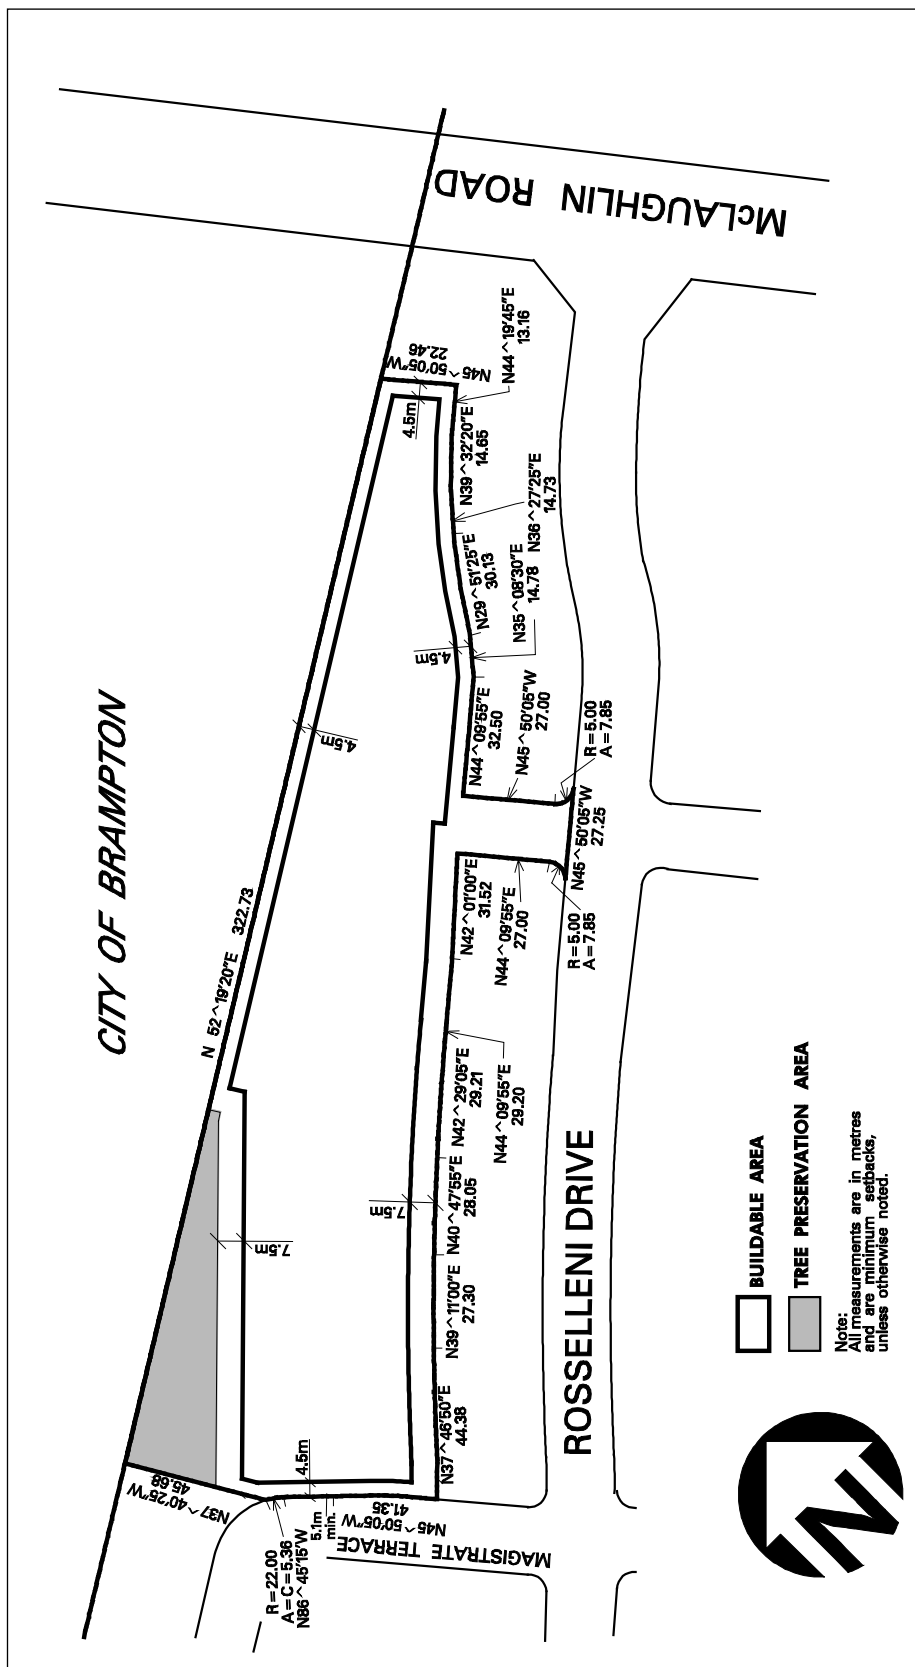 CITY OF BRAMPTON
McLAUGHLIN ROAD
N45^50'05"W
22.46
N44^19'45"E
13.16
4.5m
N39^32'20"E
14.65
N36^27'25"E
14.73
N29^51'25"E
30.13
N35^08'30"E
14.78
4.5m
4.5m
N44^09'55"E
32.50
N45^50'05"W
27.00
R=5.00
A=7.85
N45^50'05"W
27.25
N 52^19'20"E 322.73
N42^01'00"E
31.52
N44^09'55"E
27.00
R=5.00
A=7.85
N42^29'05"E
29.21
N44^09'55"E
29.20
N40^47'55"E
28.05
7.5m
7.5m
N39^11'00"E
27.30
N37^46'50"E
44.38
4.5m
N37^40'25"W
45.68
5.1m
min.
N45^50'05"W
41.35
R=22.00
A=C=5.36
N86^45'15"W
MAGISTRATE TERRACE
ROSSELLENI DRIVE
BUILDABLE AREA
TREE PRESERVATION AREA
Note:
All measurements are in metres
and are minimum setbacks,
unless otherwise noted.
N